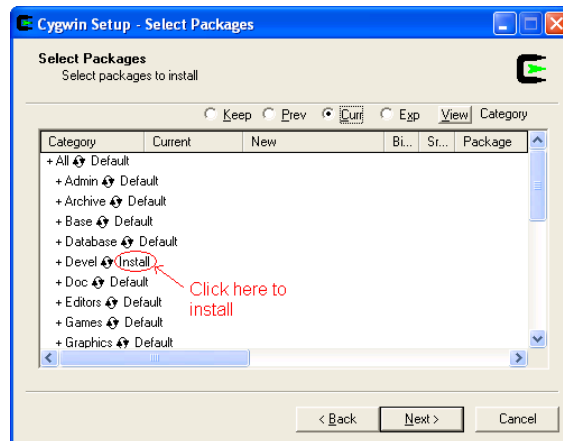 Cygwin Setup - Select Packages
Select Packages
Select packages to install
Keep Prev Curr Exp View Category
Category Current New Bi... Sr... Package
+ All Default
+ Admin Default
+ Archive Default
+ Base Default
+ Database Default
+ Devel Install
+ Doc Default
+ Editors Default
+ Games Default
+ Graphics Default
Click here to
install
< Back Next > Cancel